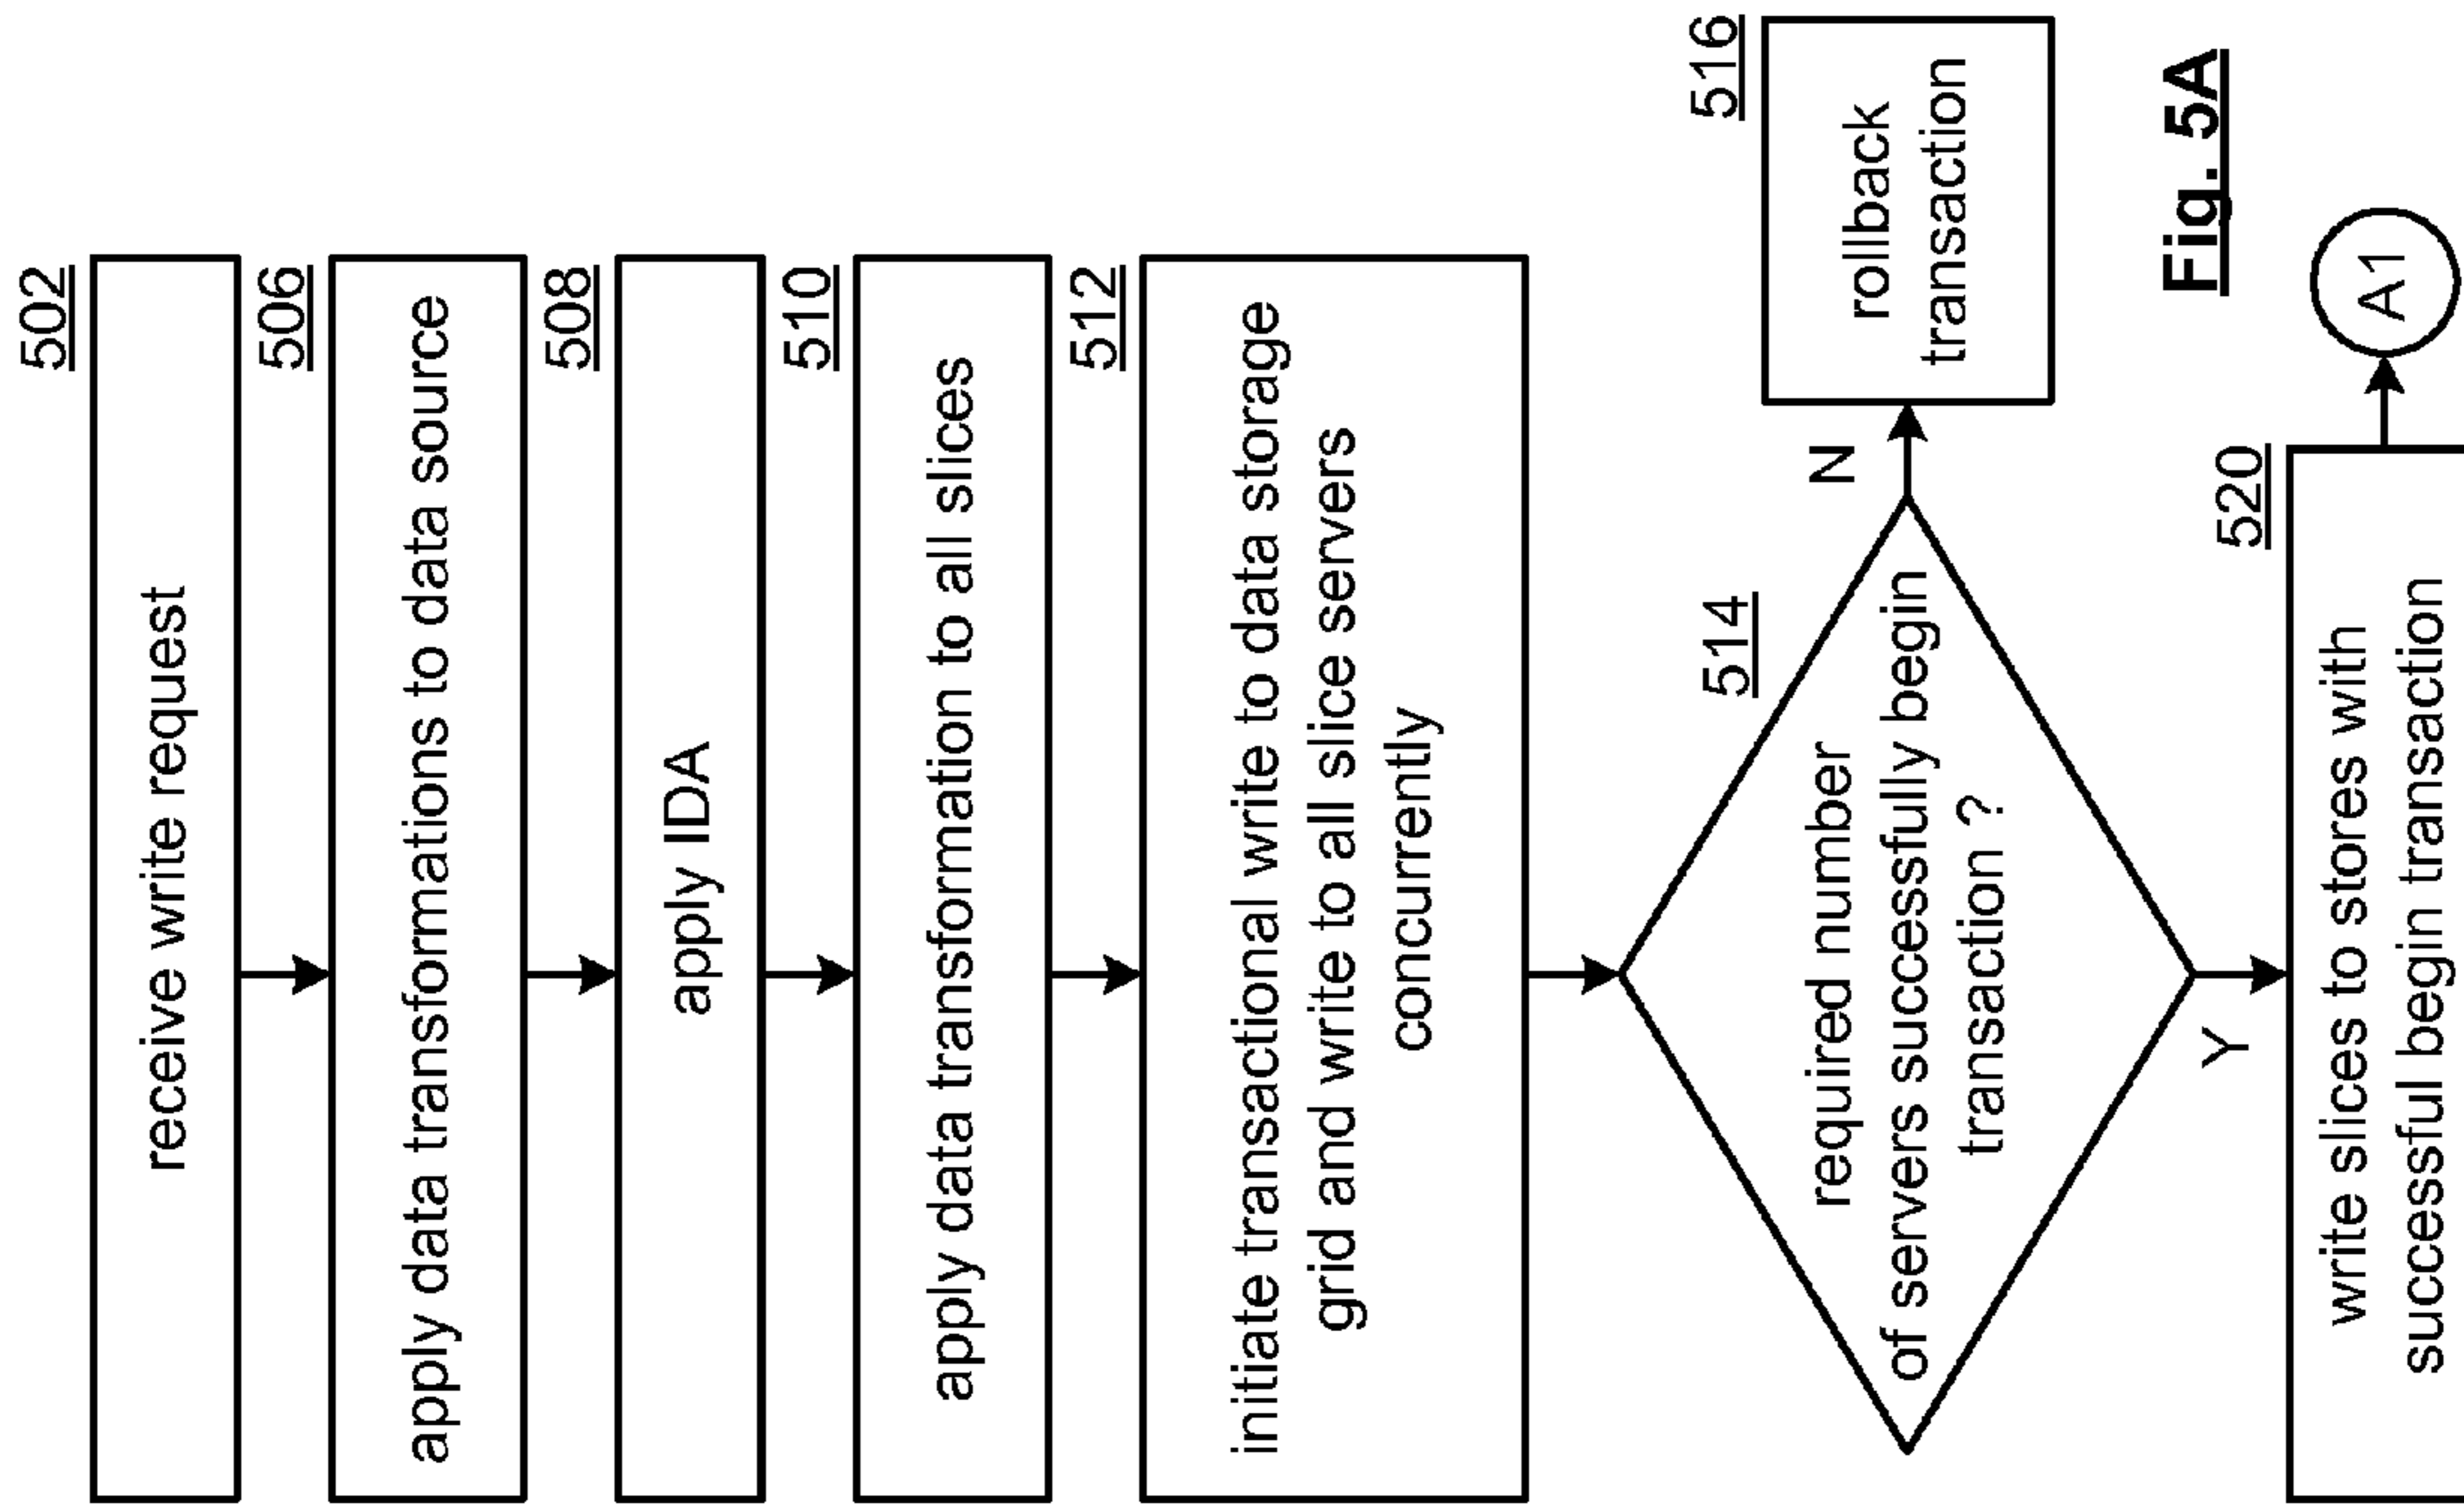 502
receive write request
506
apply data transformations to data source
508
apply IDA
510
apply data transformation to all slices
512
initiate transactional write to data storage
grid and write to all slice servers
concurrently
514
required number
of servers successfully begin
transaction ?
N
516
rollback
transaction
Y
520
write slices to stores with
successful begin transaction
A1
Fig. 5A